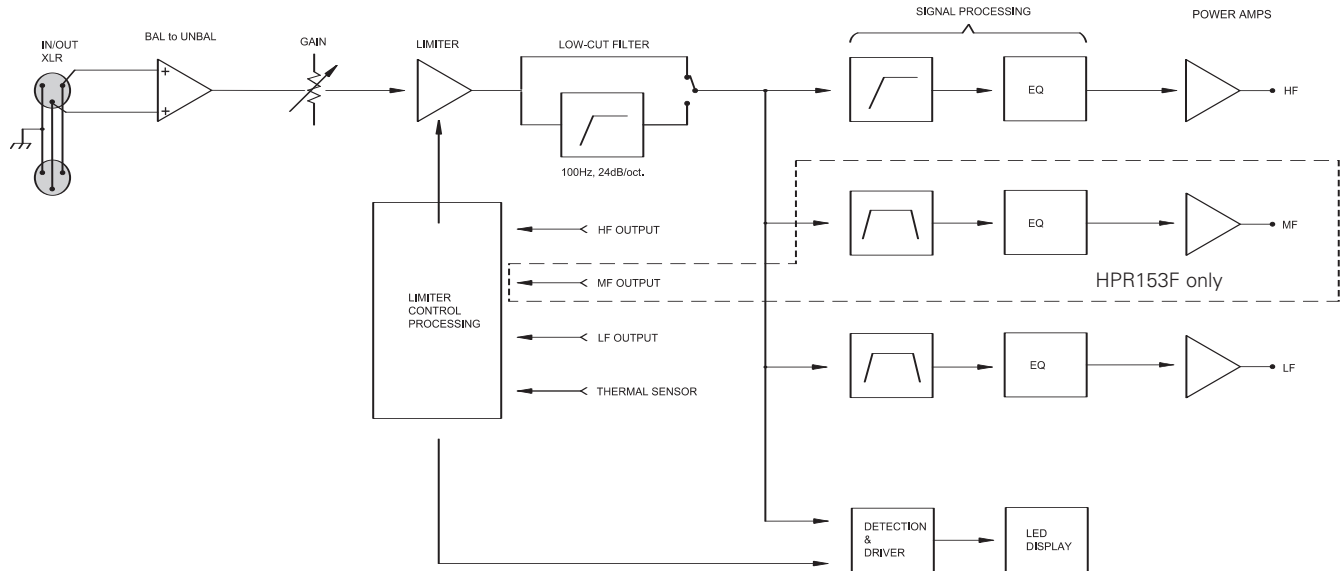 SIGNAL PROCESSING
POWER AMPS
IN/OUT
XLR
BAL to UNBAL
GAIN
LIMITER
LOW-CUT FILTER
+
+
EQ
HF
100Hz, 24dB/oct.
HF OUTPUT
EQ
MF
MF OUTPUT
HPR153F only
LIMITER
CONTROL
PROCESSING
LF OUTPUT
EQ
LF
THERMAL SENSOR
DETECTION
&
DRIVER
LED
DISPLAY